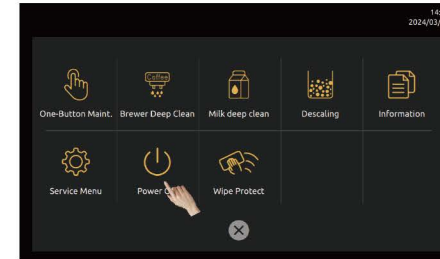 14:
2024/03/
Coffee
One-Button Maint. Brewer Deep Clean Milk deep clean Descaling Information
Service Menu Power Wipe Protect